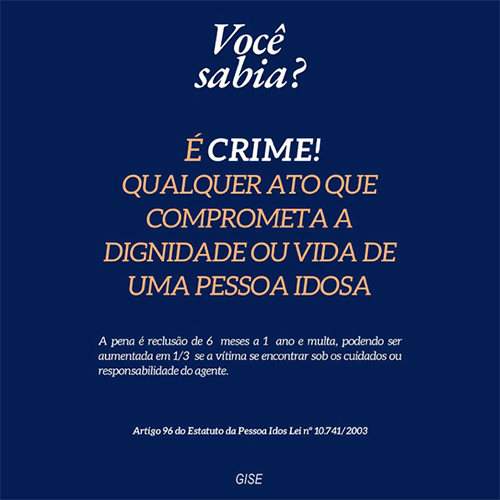 Você
sabia?
É CRIME!
QUALQUER ATO QUE
COMPROMETA A
DIGNIDADE OU VIDA DE
UMA PESSOA IDOSA
A pena é reclusão de 6 meses a 1 ano e multa, podendo ser
aumentada em 1/3 se a vítima se encontrar sob os cuidados ou
responsabilidade do agente.
Artigo 96 do Estatuto da Pessoa Idos Lei nº 10.741/2003
GISE